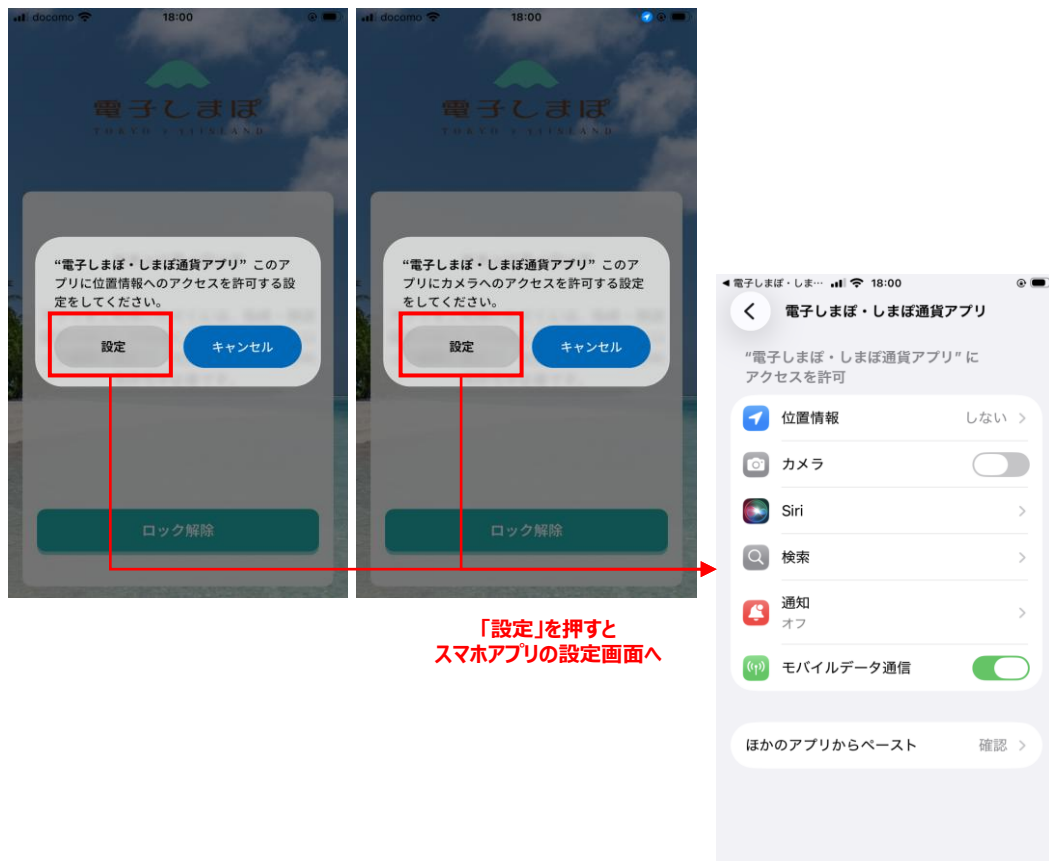 docomo 18:00
電子しまぽ
TOKYO 11ISLAND
“電子しまぽ・しまぽ通貨アプリ” このア
プリに位置情報へのアクセスを許可する設
定をしてください。
設定 キャンセル
ロック解除
docomo 18:00
電子しまぽ
“電子しまぽ・しまぽ通貨アプリ” このア
プリにカメラへのアクセスを許可する設定
をしてください。
設定 キャンセル
ロック解除
「設定」を押すと
スマホアプリの設定画面へ
◀電子しまぽ・しま… 18:00
電子しまぽ・しまぽ通貨アプリ
“電子しまぽ・しまぽ通貨アプリ” に
アクセスを許可
位置情報 しない
カメラ
Siri
検索
通知
オフ
モバイルデータ通信
ほかのアプリからペースト 確認